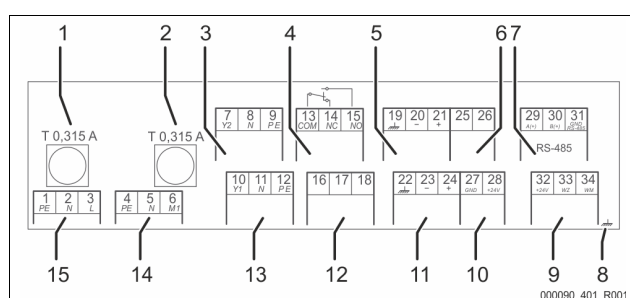 1 2 3 4 5 6 7
T 0,315 A T 0,315 A
7 8 9 13 14 15 19 20 21 25 26 29 30 31
Y2 N PE COM NC NO − + A(+) B(+) GND RS-485
RS-485
10 11 12 16 17 18 22 23 24 27 28 32 33 34
Y1 N PE − + GND +24V +24V WZ WM
1 2 3 4 5 6
PE N L PE N M1
15 14 13 12 11 10 9 8
000090_401_R001